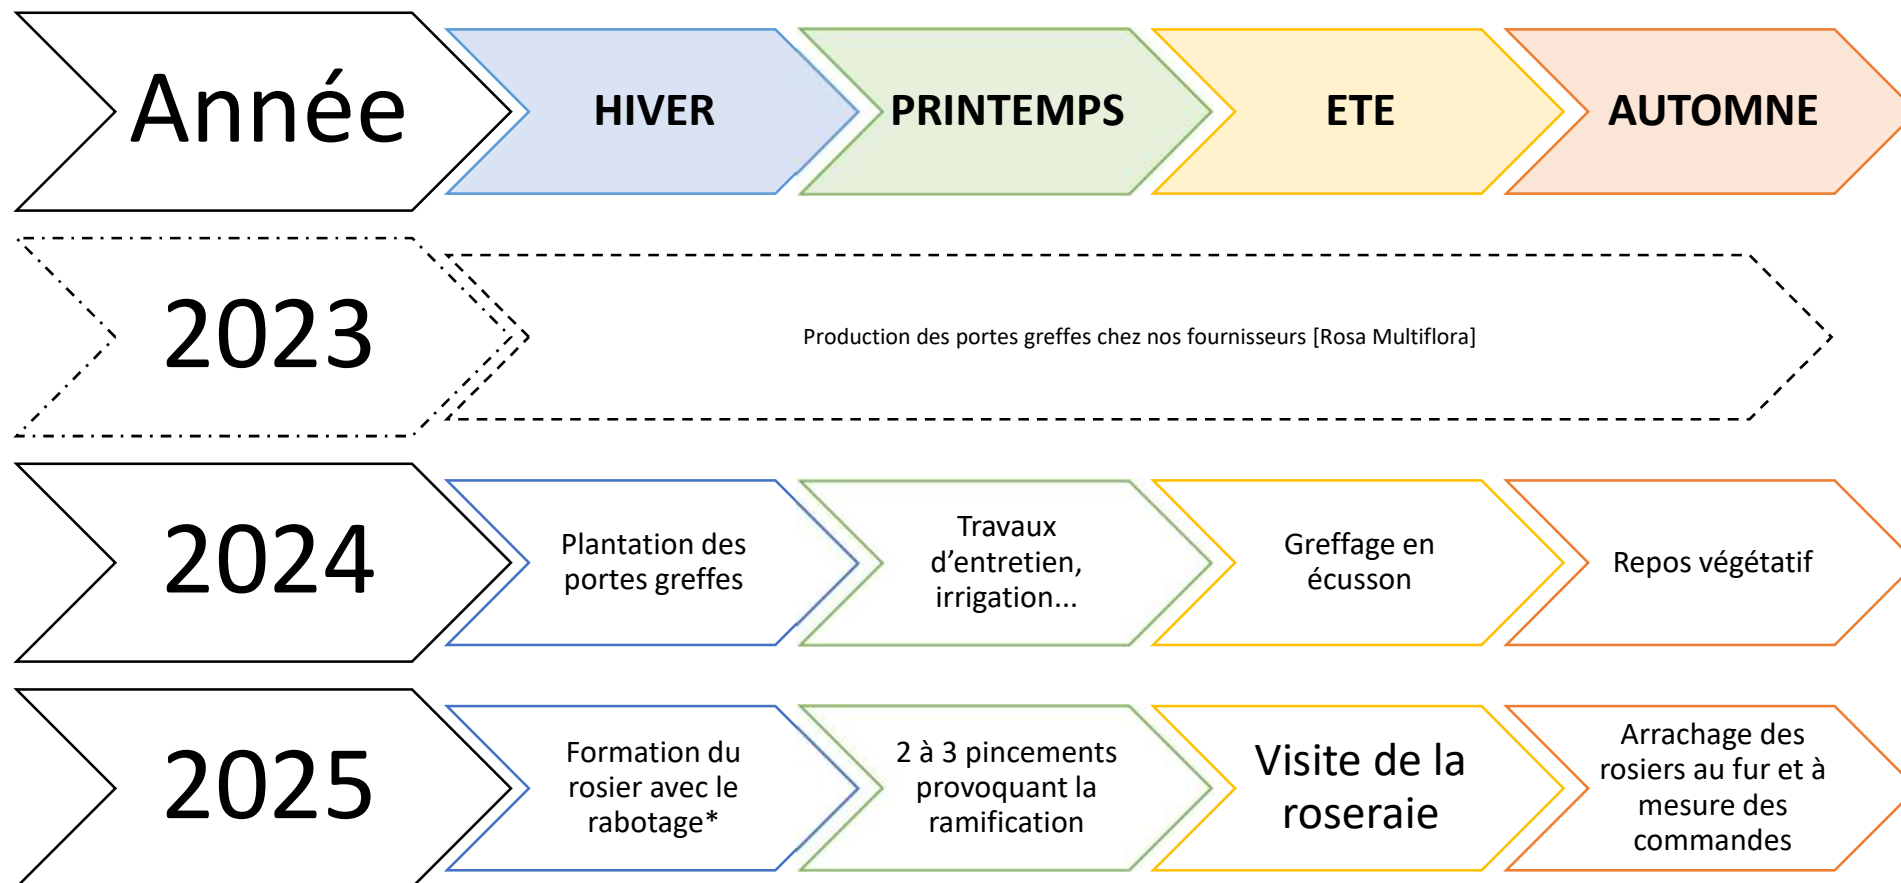 Année
HIVER
PRINTEMPS
ETE
AUTOMNE
2023
Production des portes greffes chez nos fournisseurs [Rosa Multiflora]
2024
Plantation des
portes greffes
Travaux
d'entretien,
irrigation...
Greffage en
écusson
Repos végétatif
2025
Formation du
rosier avec le
rabotage*
2 à 3 pincements
provoquant la
ramification
Visite de la
roseraie
Arrachage des
rosiers au fur et à
mesure des
commandes